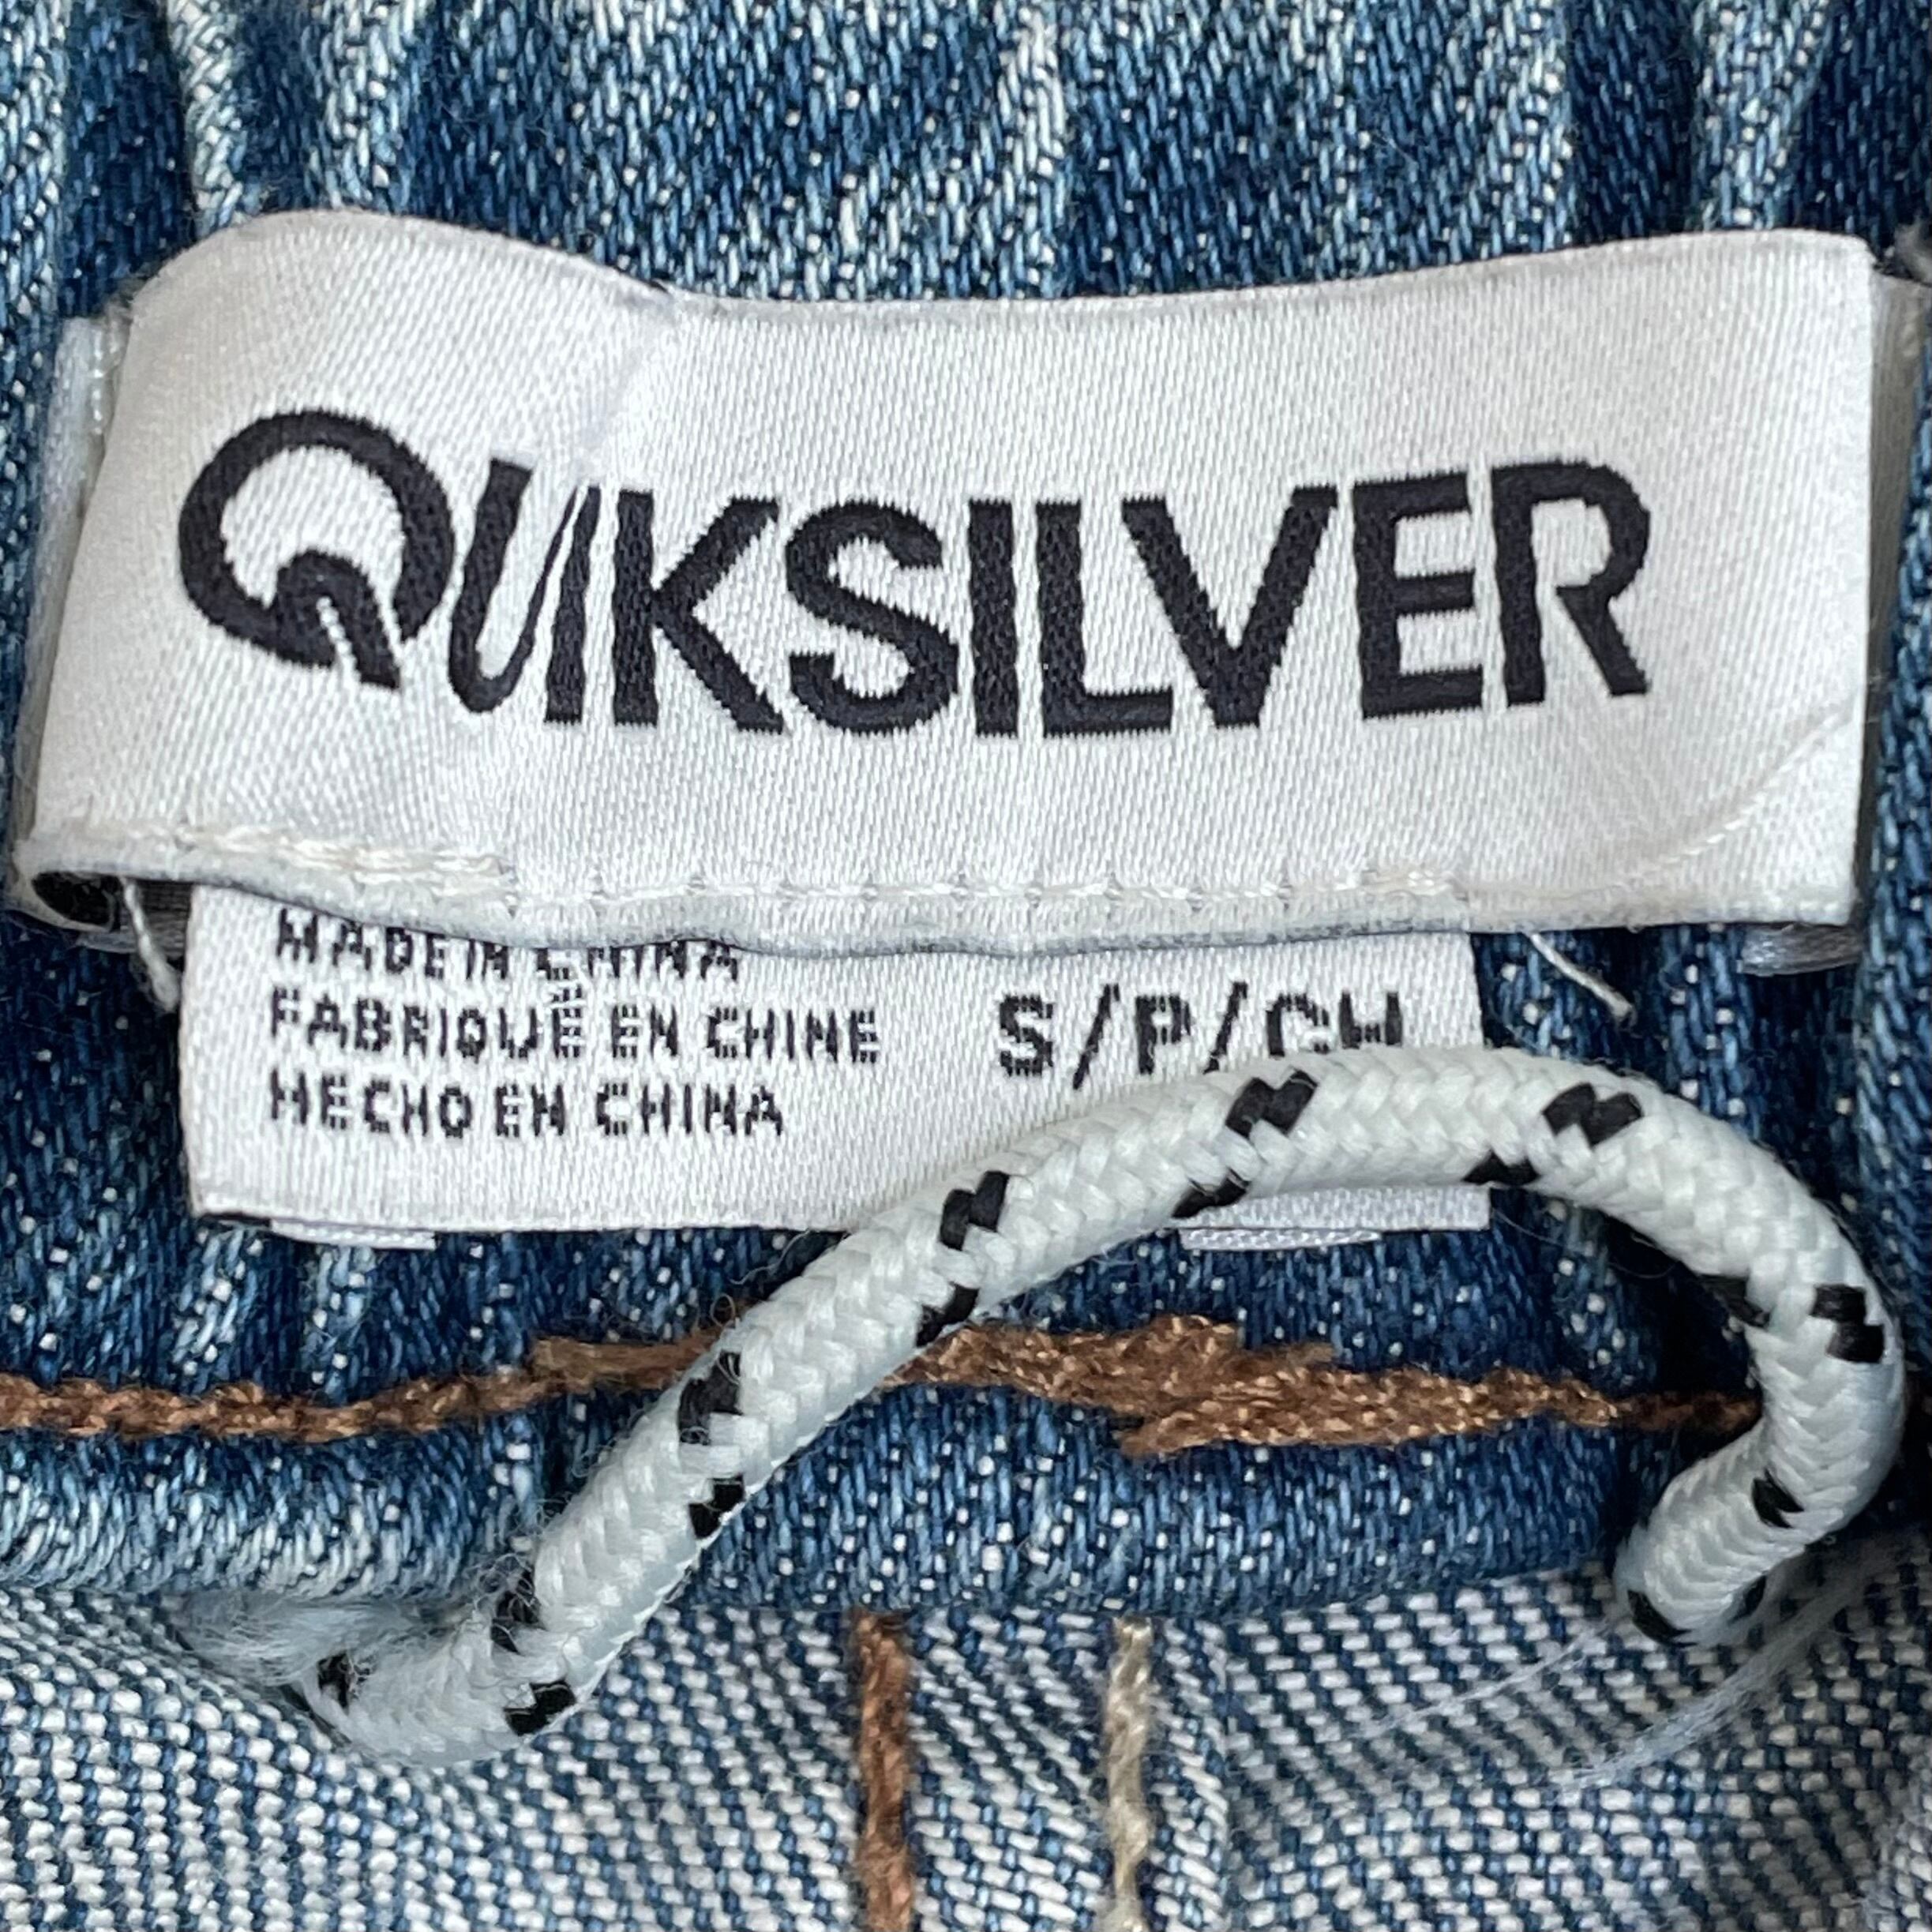 QUIKSILVER
MADE IN CHINA
FABRIQUÉ EN CHINE
HECHO EN CHINA
S/P/CH